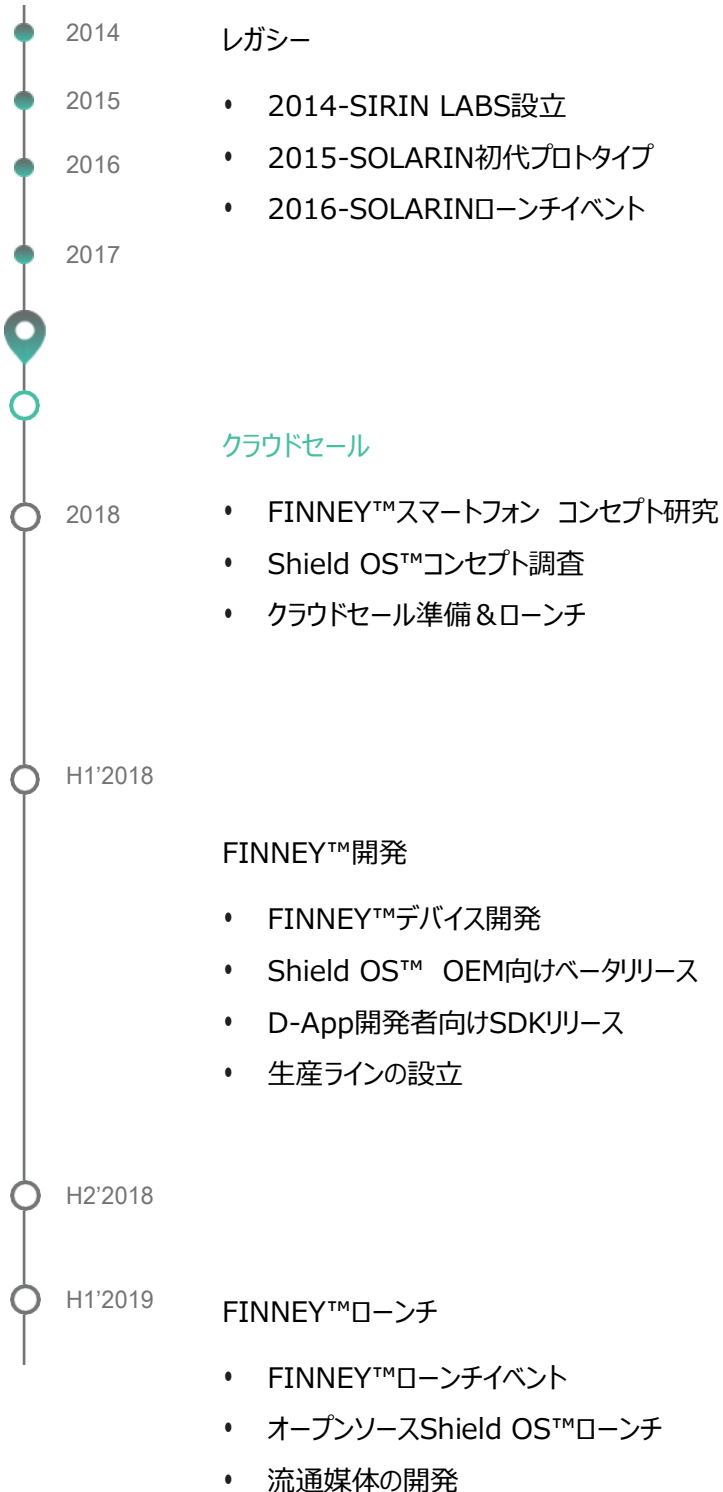 2014
レガシー
2015
• 2014-SIRIN LABS設立
2016
• 2015-SOLARIN初代プロトタイプ
• 2016-SOLARINローンチイベント
2017
クラウドセール
2018
• FINNEY™スマートフォン　コンセプト研究
• Shield OS™コンセプト調査
• クラウドセール準備＆ローンチ
H1’2018
FINNEY™開発
• FINNEY™デバイス開発
• Shield OS™　OEM向けベータリリース
• D-App開発者向けSDKリリース
• 生産ラインの設立
H2’2018
H1’2019
FINNEY™ローンチ
• FINNEY™ローンチイベント
• オープンソースShield OS™ローンチ
• 流通媒体の開発